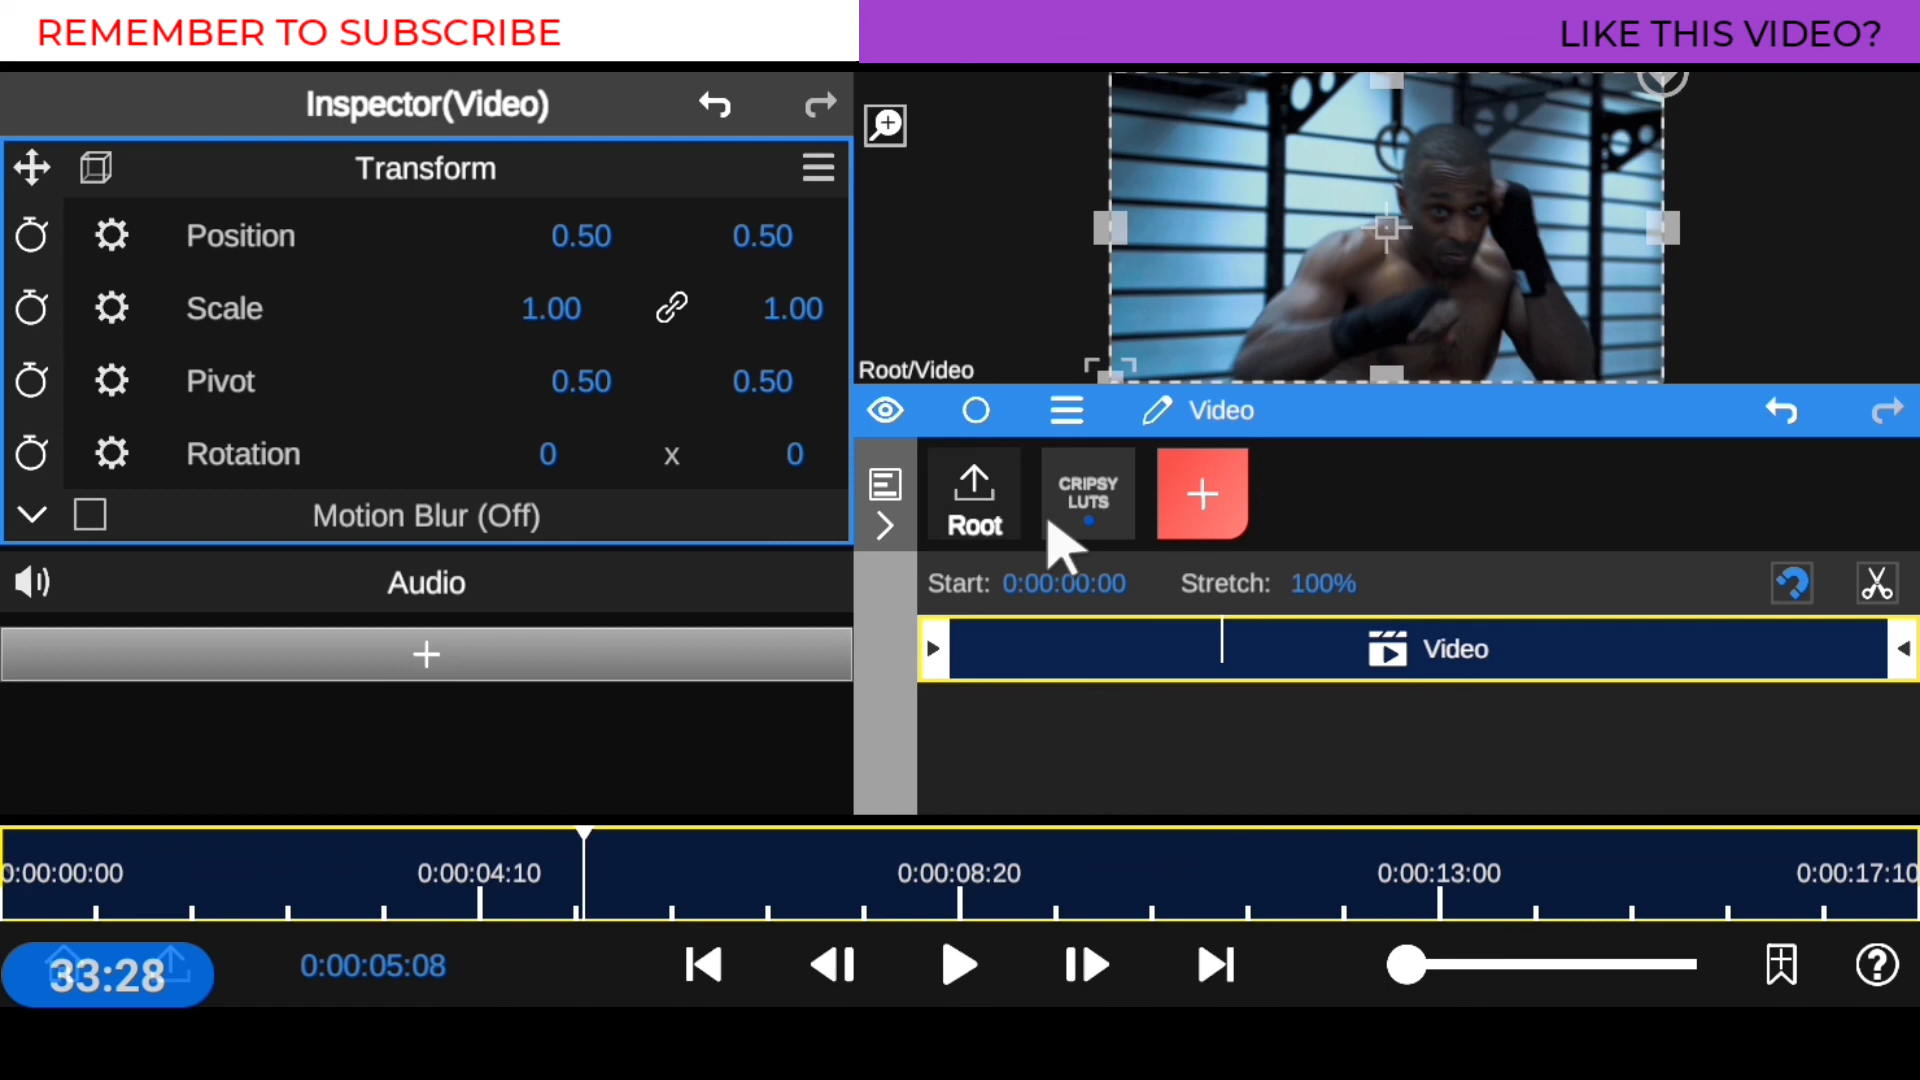 REMEMBER TO SUBSCRIBE
LIKE THIS VIDEO?
Inspector(Video)
Transform
Position 0.50 0.50
Scale 1.00 1.00
Pivot 0.50 0.50
Rotation 0 x 0
Motion Blur (Off)
Audio
+
Root/Video
Video
Root
CRIPSY
LUTS
+
Start: 0:00:00:00 Stretch: 100%
Video
0:00:00:00 0:00:04:10 0:00:08:20 0:00:13:00 0:00:17:10
33:28
0:00:05:08